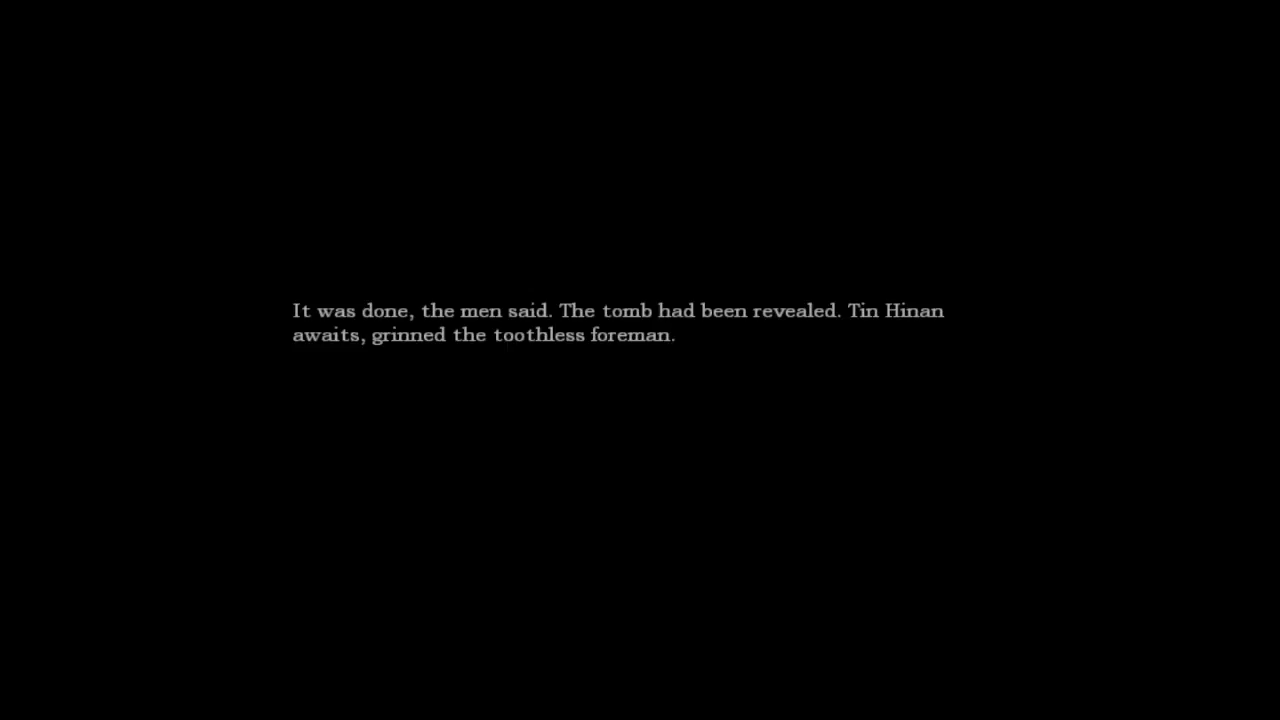 It was done, the men said. The tomb had been revealed. Tin Hinan
awaits, grinned the toothless foreman.